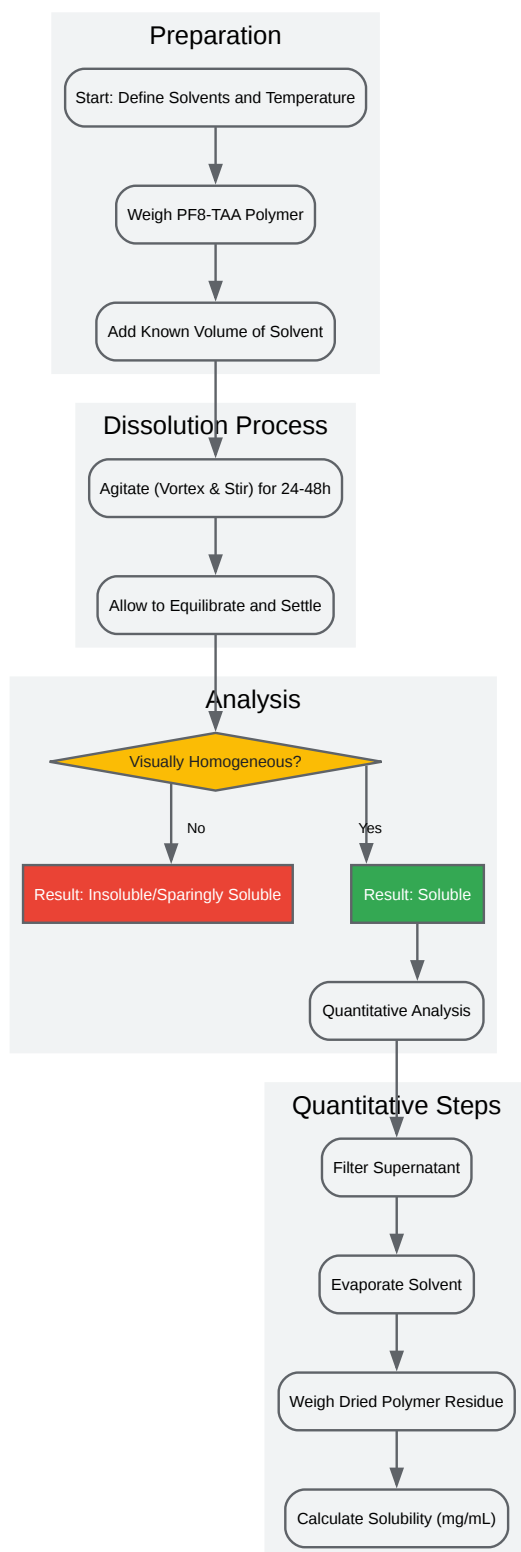 Preparation
Start: Define Solvents and Temperature
Weigh PF8-TAA Polymer
Add Known Volume of Solvent
Dissolution Process
Agitate (Vortex & Stir) for 24-48h
Allow to Equilibrate and Settle
Analysis
Visually Homogeneous?
No
Yes
Result: Insoluble/Sparingly Soluble
Result: Soluble
Quantitative Analysis
Quantitative Steps
Filter Supernatant
Evaporate Solvent
Weigh Dried Polymer Residue
Calculate Solubility (mg/mL)